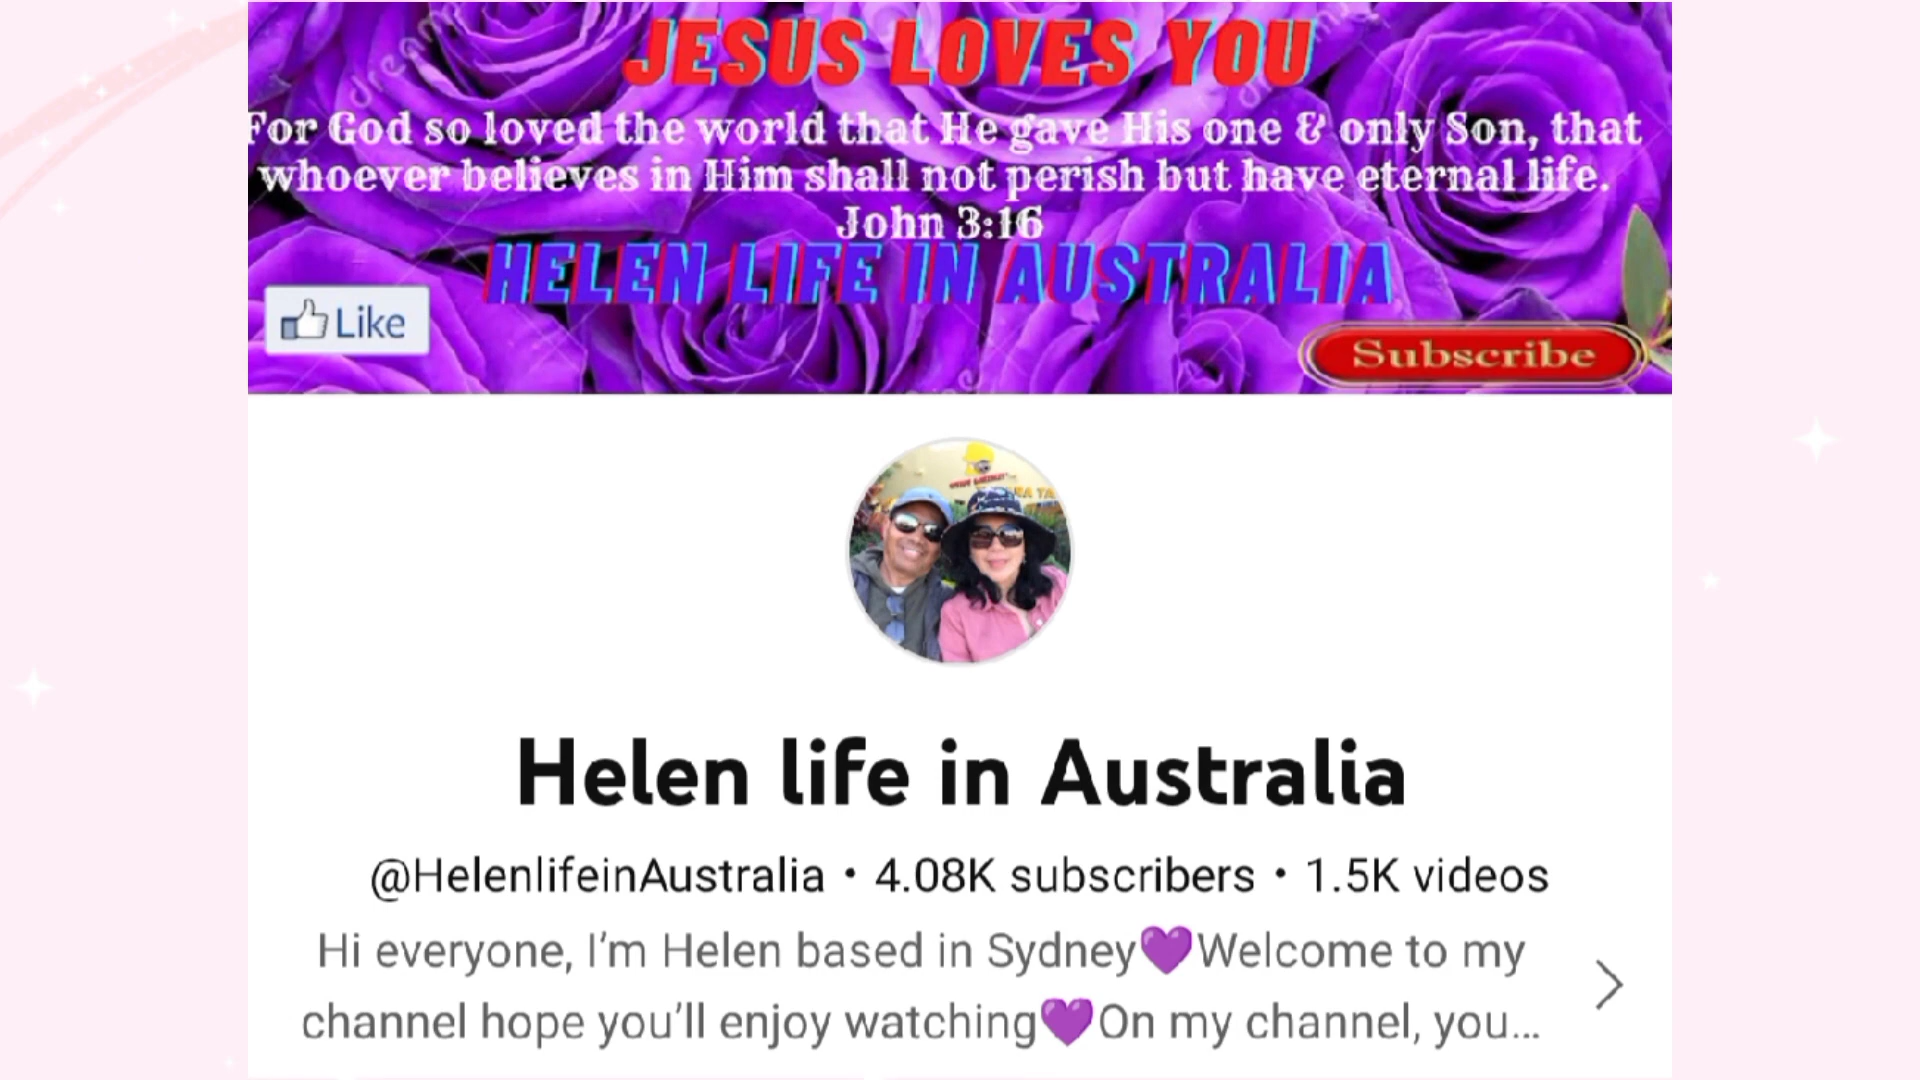 JESUS LOVES YOU
For God so loved the world that He gave His one & only Son, that
whoever believes in Him shall not perish but have eternal life.
John 3:16
HELEN LIFE IN AUSTRALIA
Like
Subscribe
Helen life in Australia
@HelenlifeinAustralia • 4.08K subscribers • 1.5K videos
Hi everyone, I’m Helen based in Sydney💜Welcome to my
channel hope you’ll enjoy watching💜On my channel, you...